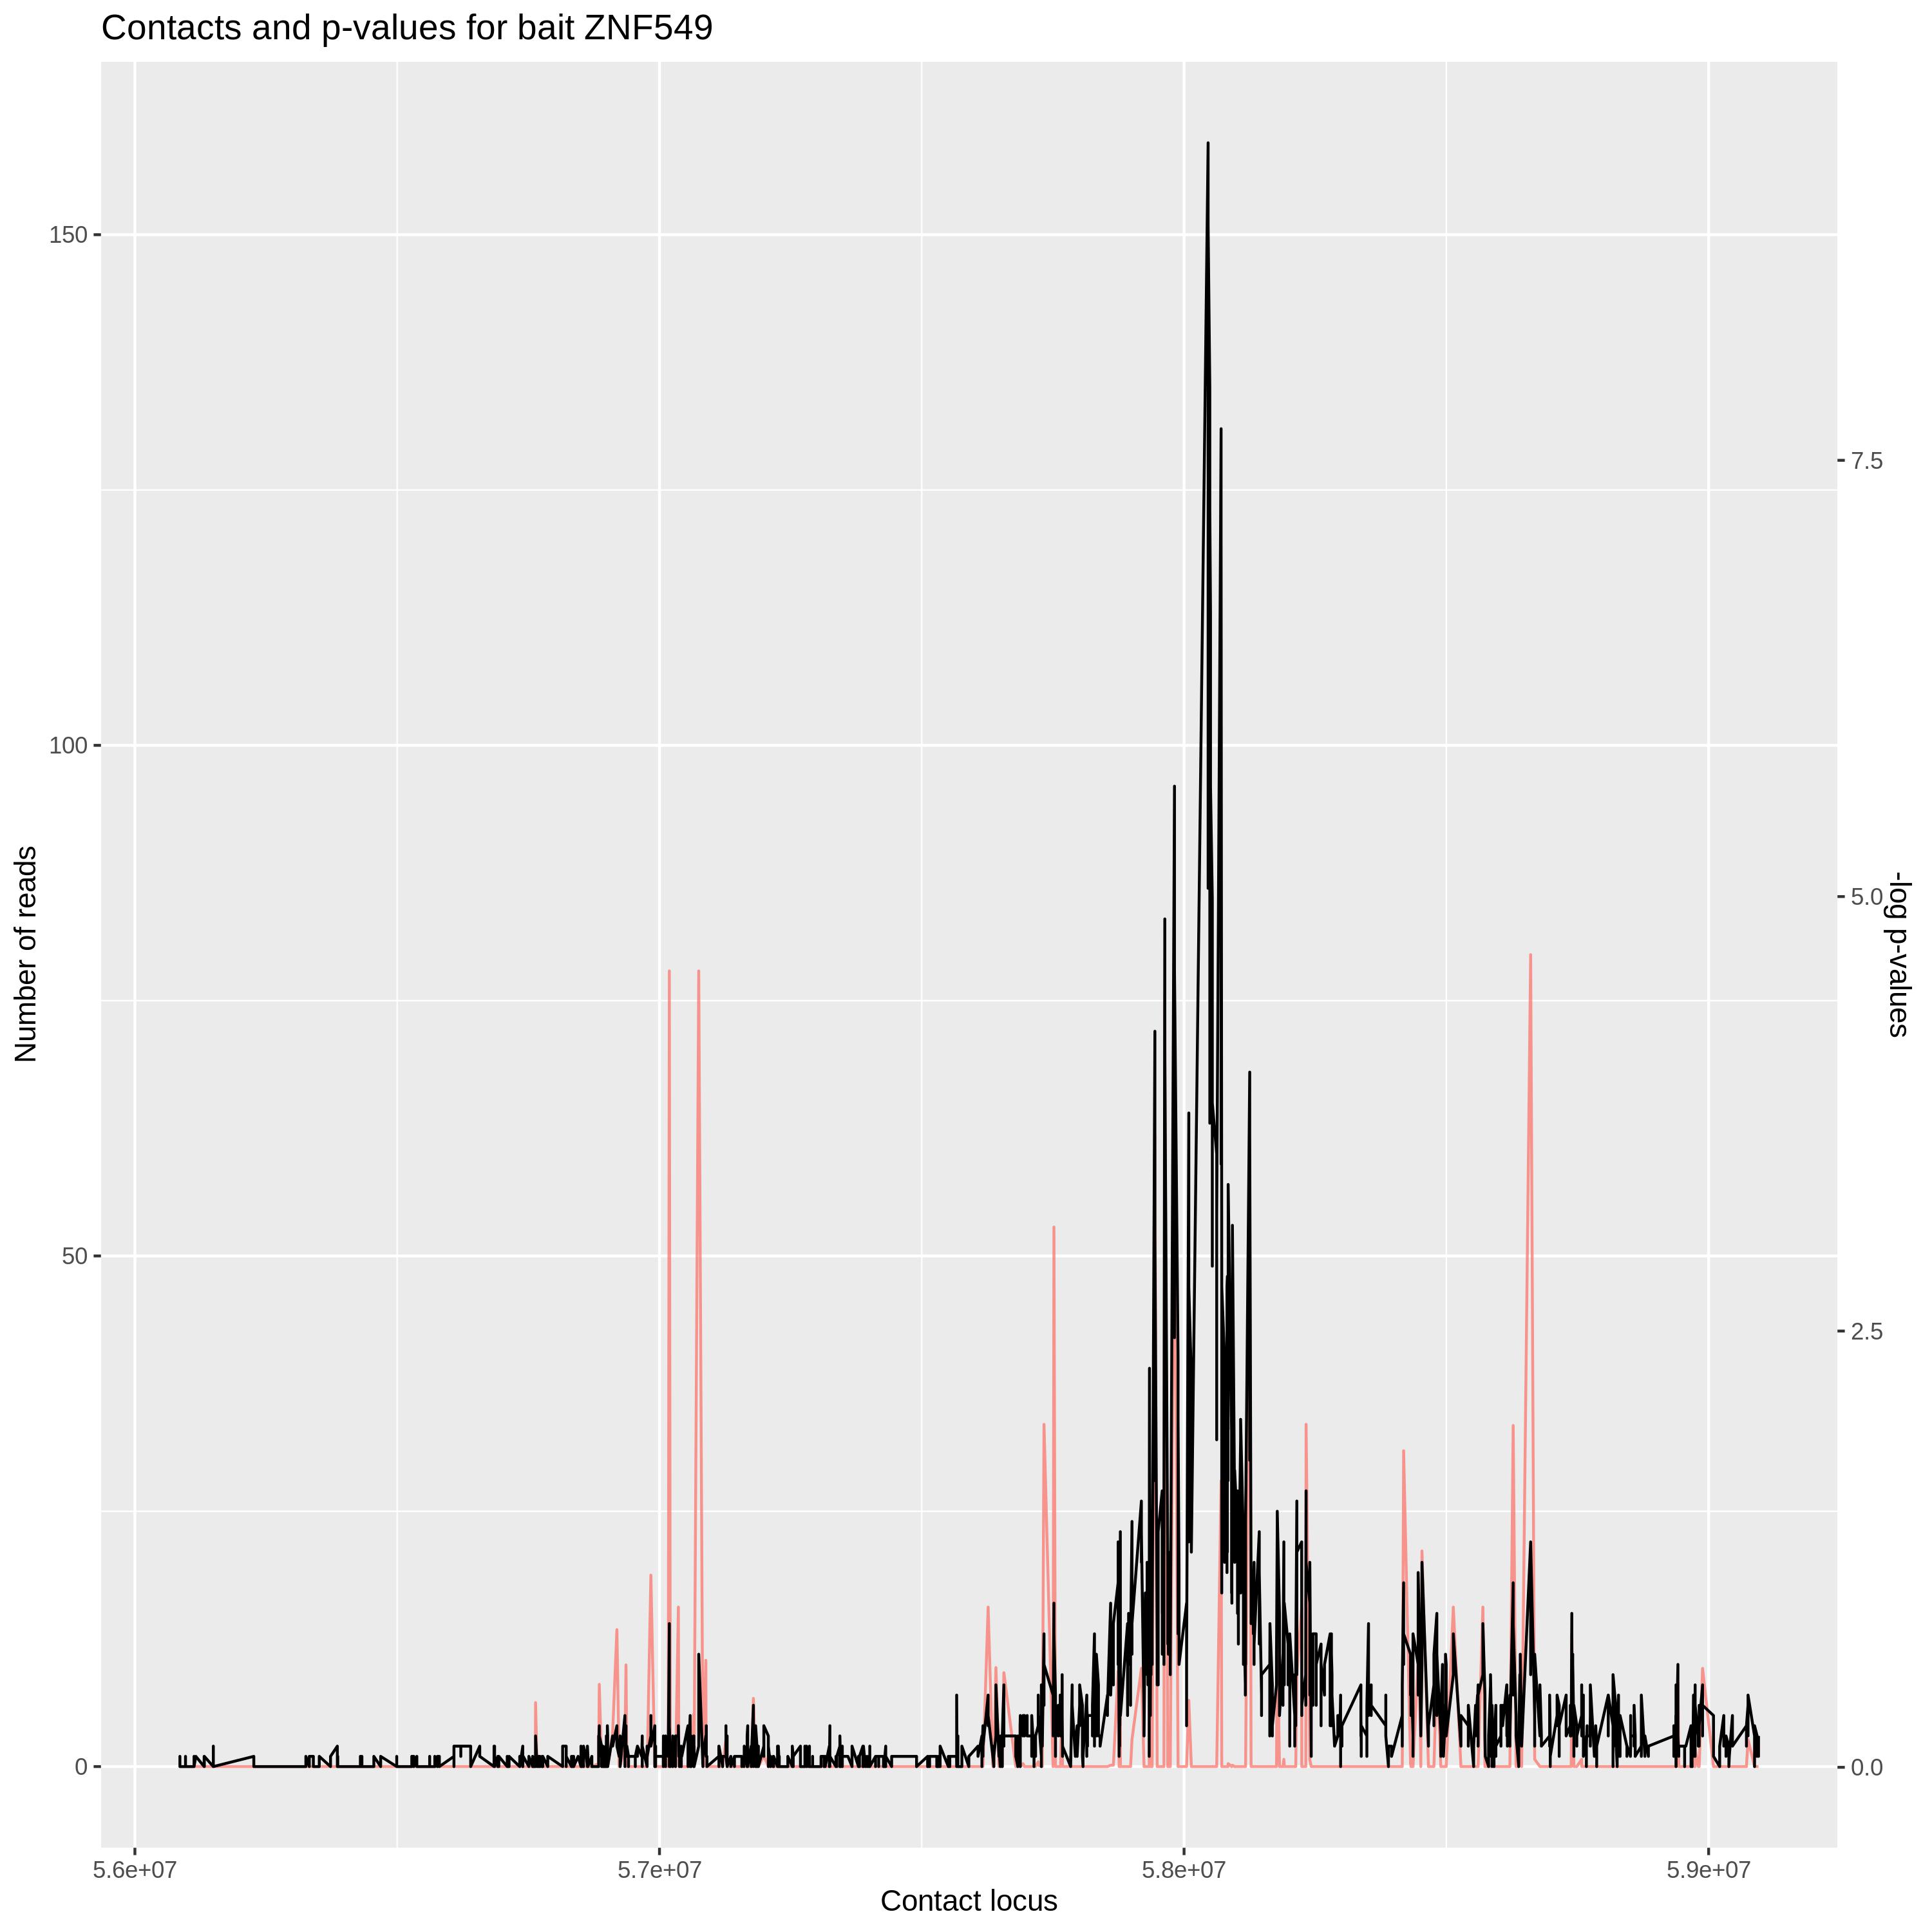 Contacts and p-values for bait ZNF549
150
100
50
0
Number of reads
7.5
5.0
2.5
0.0
-log p-values
5.6e+07
5.7e+07
5.8e+07
5.9e+07
Contact locus